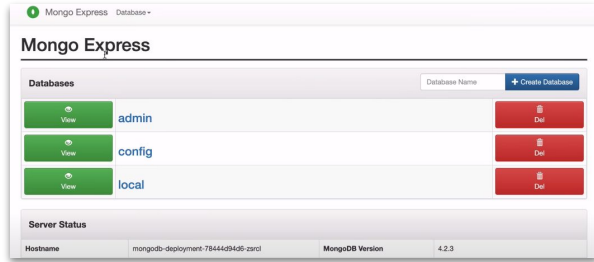 Mongo Express Database
Mongo Express
Databases Database Name + Create Database
View admin Del
View config Del
View local Del
Server Status
Hostname mongodb-deployment-78444d94d6-zsrcl MongoDB Version 4.2.3